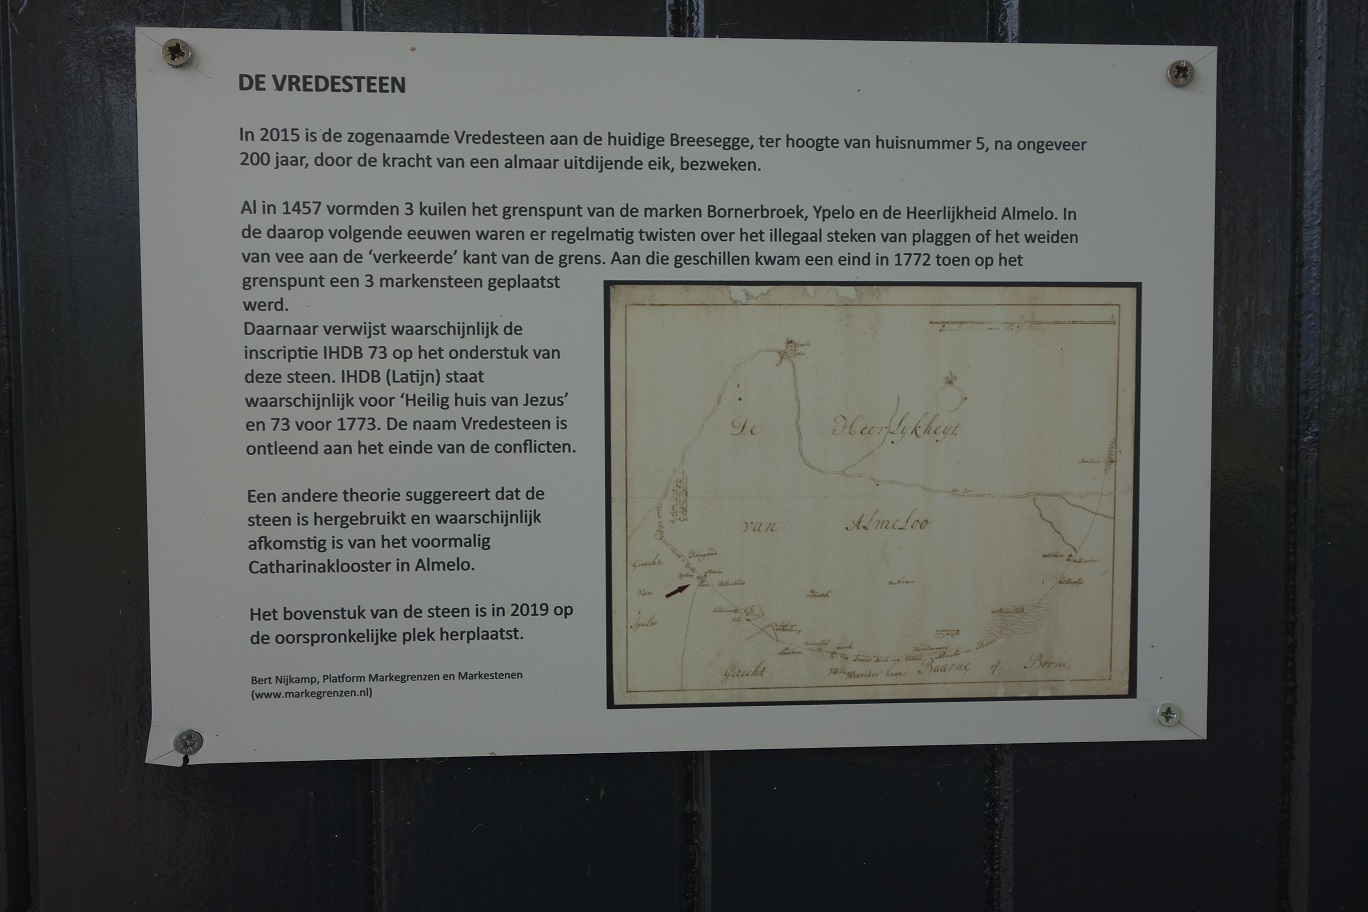 DE VREDESTEEN
In 2015 is de zogenaamde Vredesteen aan de huidige Breesegge, ter hoogte van huisnummer 5, na ongeveer
200 jaar, door de kracht van een almaar uitdijende eik, bezweken.
Al in 1457 vormden 3 kuilen het grenspunt van de marken Bornerbroek, Ypelo en de Heerlijkheid Almelo. In
de daarop volgende eeuwen waren er regelmatig twisten over het illegaal steken van plaggen of het weiden
van vee aan de ‘verkeerde’ kant van de grens. Aan die geschillen kwam een eind in 1772 toen op het
grenspunt een 3 markensteen geplaatst
werd.
Daarnaar verwijst waarschijnlijk de
inscriptie IHDB 73 op het onderstuk van
deze steen. IHDB (Latijn) staat
waarschijnlijk voor ‘Heilig huis van Jezus’
en 73 voor 1773. De naam Vredesteen is
ontleend aan het einde van de conflicten.
Een andere theorie suggereert dat de
steen is hergebruikt en waarschijnlijk
afkomstig is van het voormalig
Catharinaklooster in Almelo.
Het bovenstuk van de steen is in 2019 op
de oorspronkelijke plek herplaatst.
Bert Nijkamp, Platform Markegrenzen en Markestenen
(www.markegrenzen.nl)
De Heerlykheyt
van Almeloo
Gerecht
van
Gerecht van Baarne of Borne